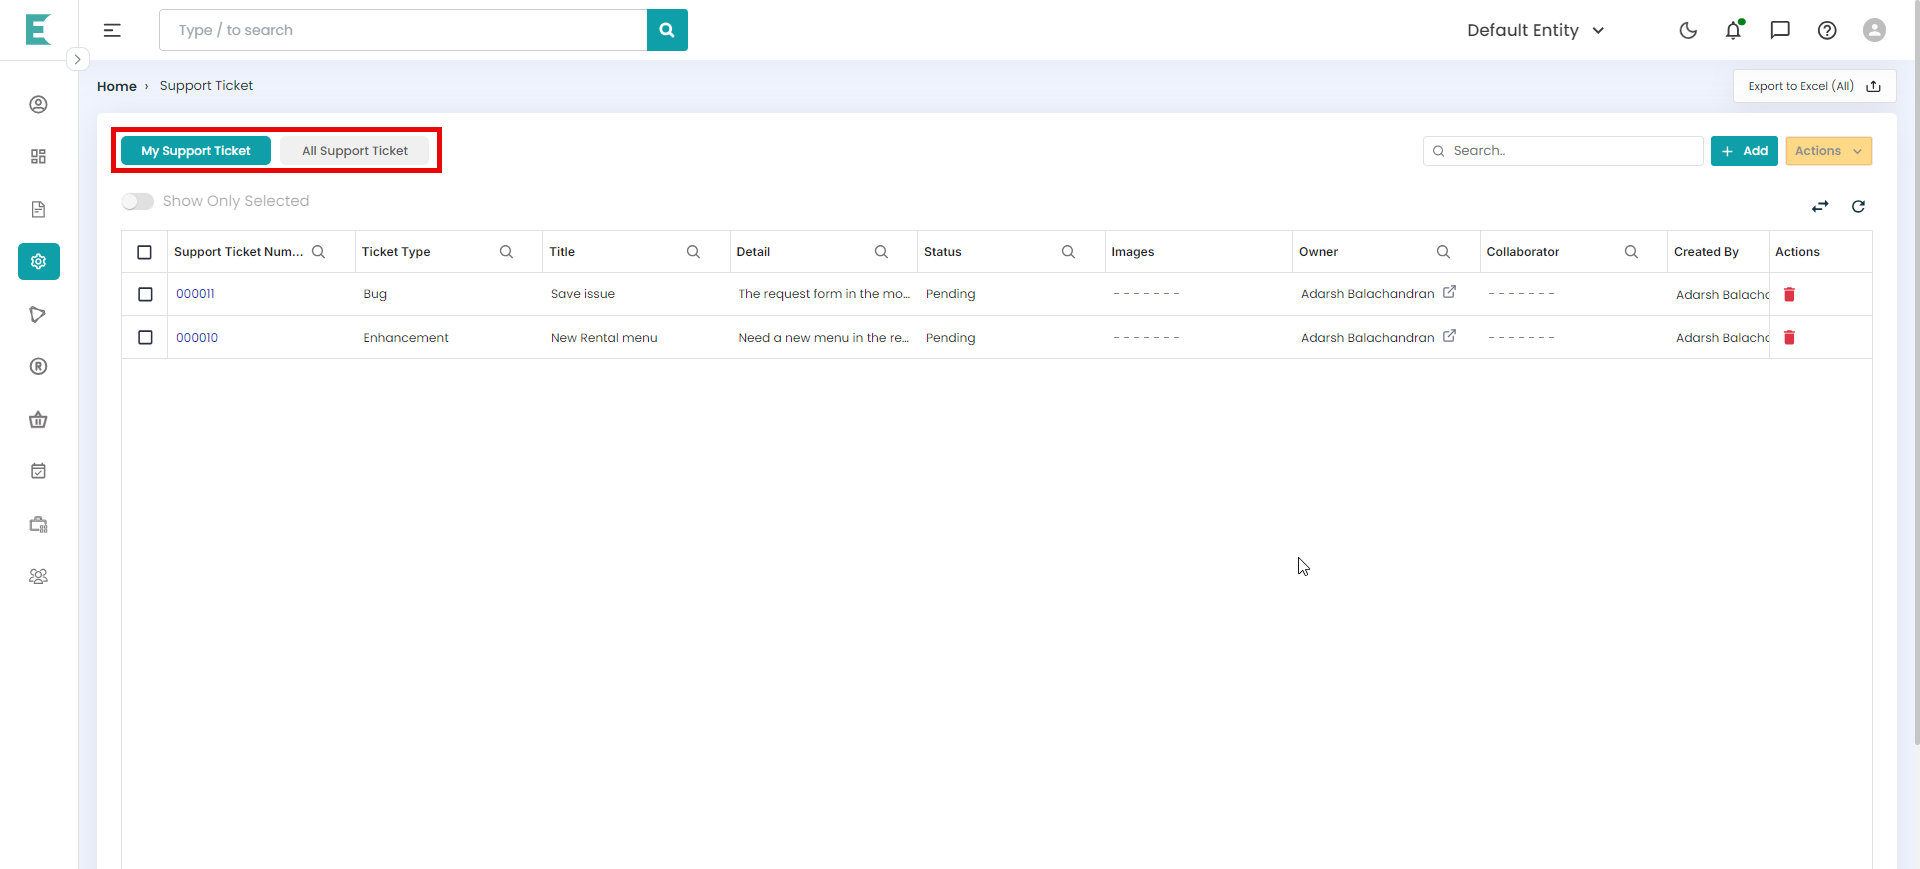 Type / to search
Default Entity
Home › Support Ticket
Export to Excel (All)
My Support Ticket All Support Ticket
Search..
+ Add
Actions
Show Only Selected
Support Ticket Num... Ticket Type Title Detail Status Images Owner Collaborator Created By Actions
000011 Bug Save issue The request form in the mo... Pending ------- Adarsh Balachandran ------- Adarsh Balachc
000010 Enhancement New Rental menu Need a new menu in the re... Pending ------- Adarsh Balachandran ------- Adarsh Balachc